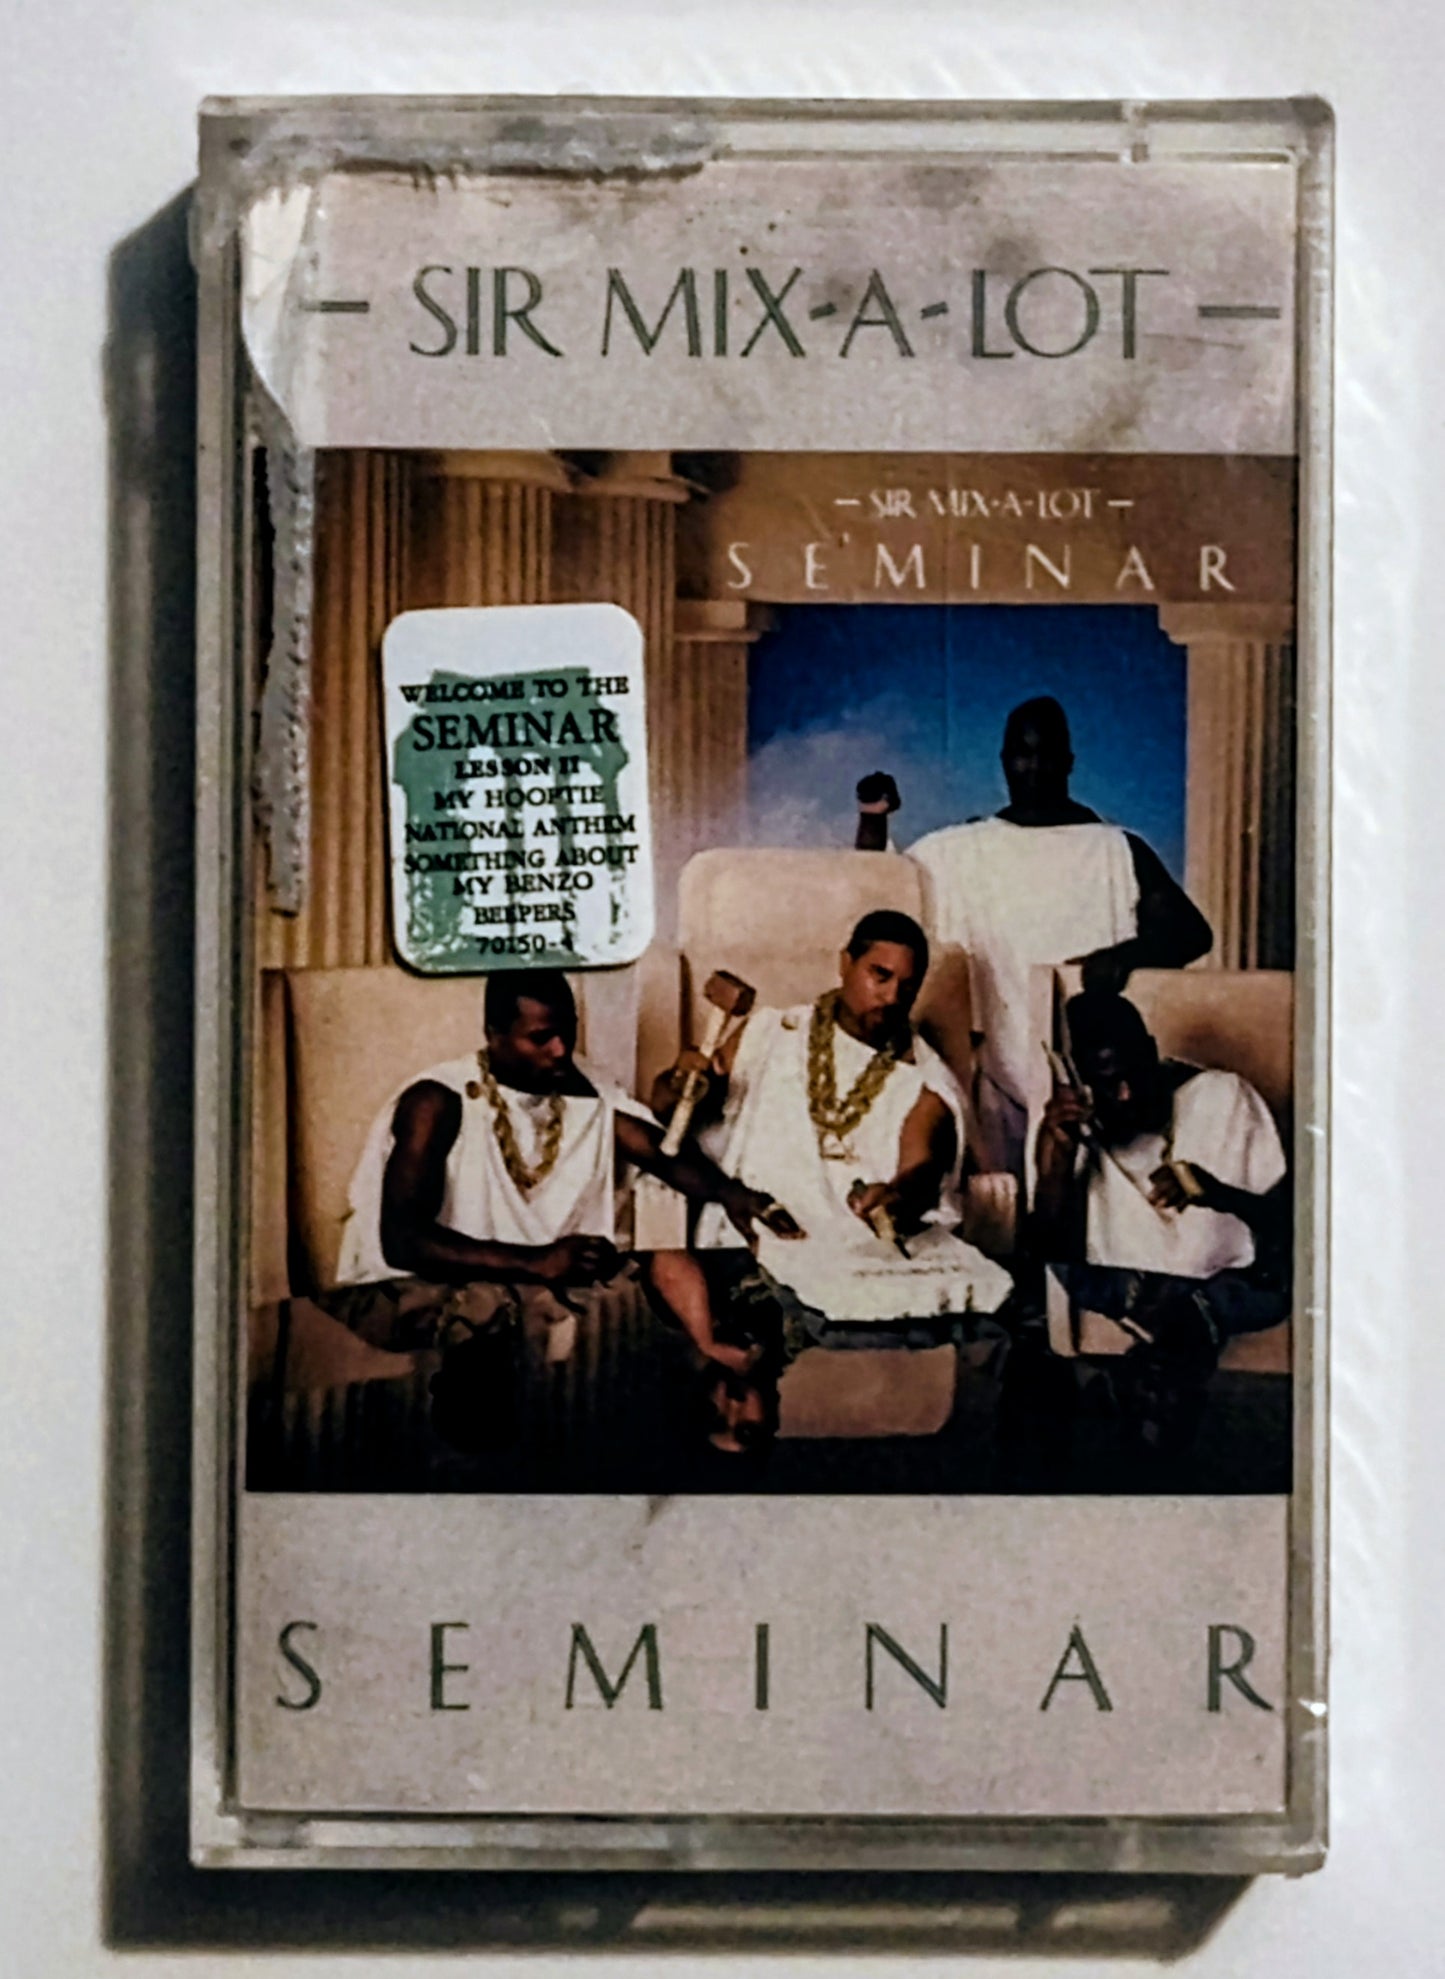 - SIR MIX-A-LOT -
- SIR MIX-A-LOT -
SEMINAR
WELCOME TO THE
SEMINAR
LESSON II
MY HOOPTIE
NATIONAL ANTHEM
SOMETHING ABOUT
MY BENZO
BEEPERS
70150-4
SEMINAR